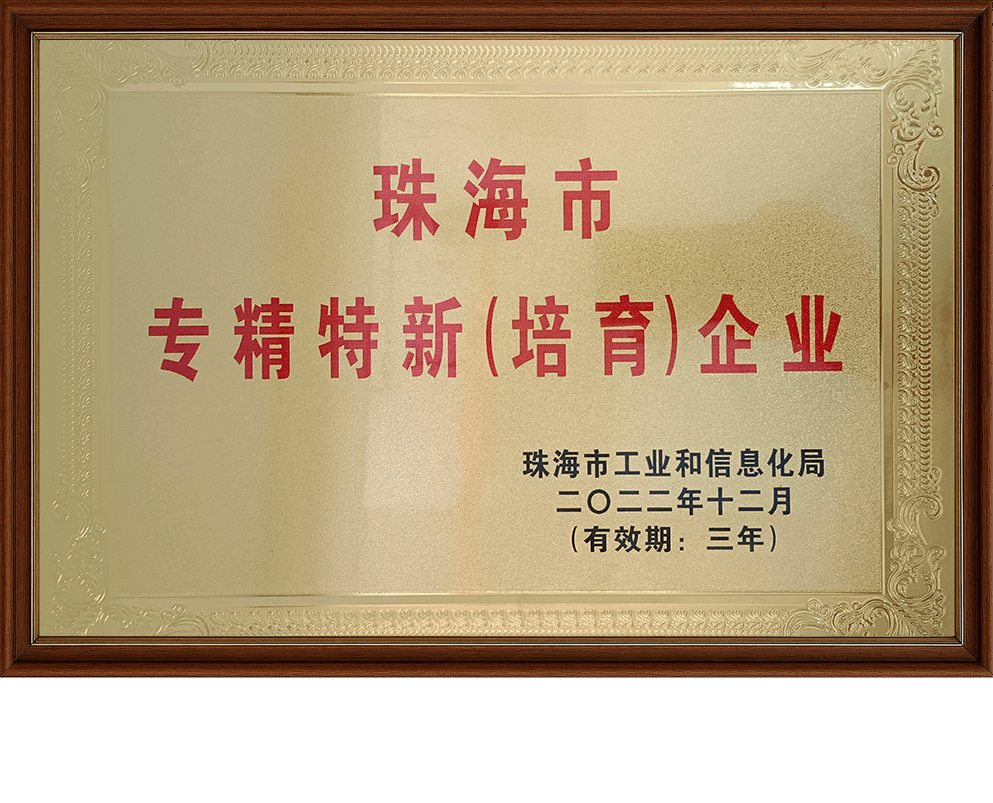 珠海市
专精特新(培育)企业
珠海市工业和信息化局
二〇二二年十二月
(有效期：三年)